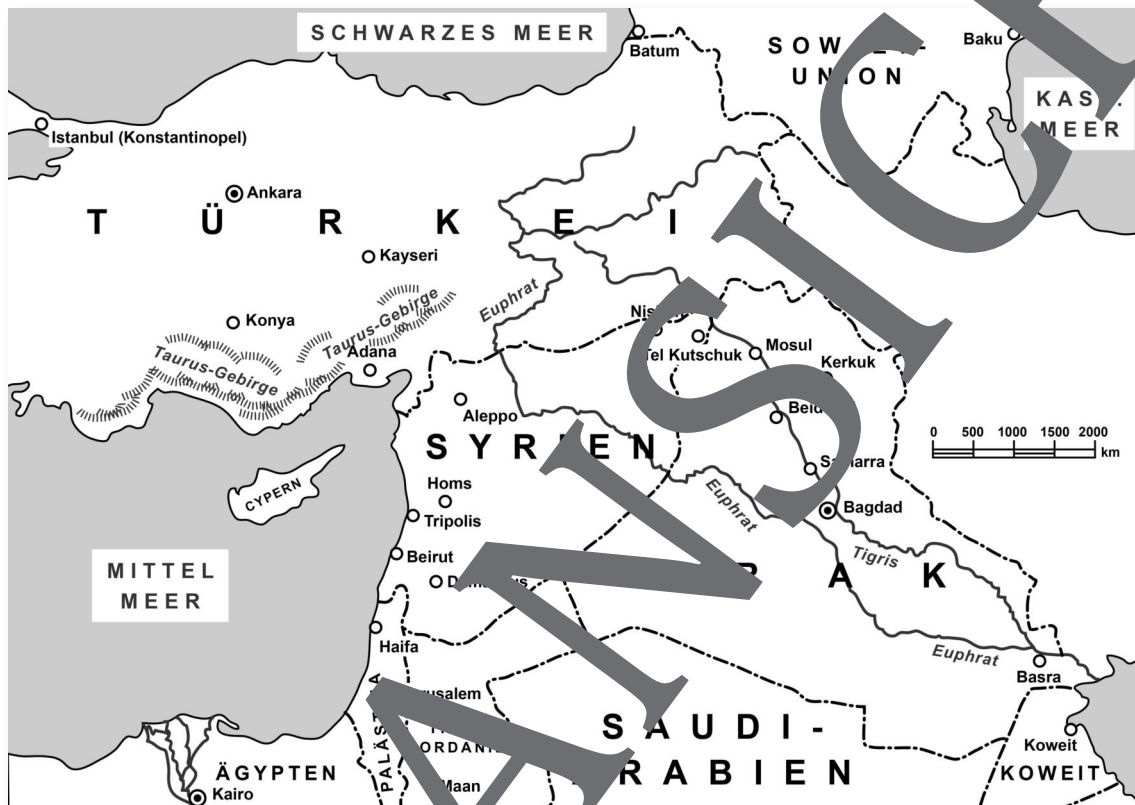 SCHWARZES MEER
Batum
UNION
Baku
MEER
Istanbul (Konstantinopel)
Ankara
TÜRKEI
Kayseri
Euphrat
Konya
Taurus-Gebirge
Taurus-Gebirge
Adana
Tel Kutschuk
Mosul
Kerkuk
Aleppo
0 500 1000 1500 2000
km
Homs
CYPERN
Tripolis
Euphrat
Bagdad
Beirut
Tigris
MITTEL
MEER
Haifa
Euphrat
Basra
SAUDI-
Koweit
ÄGYPTEN
Maan
KOWEIT
Kairo